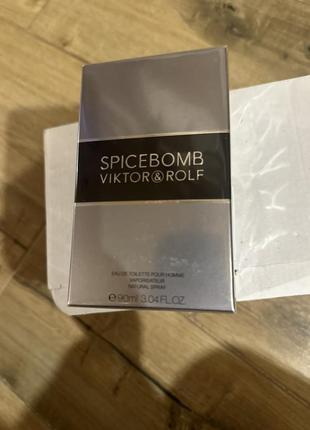 SPICEBOMB
VIKTOR&ROLF
EAU DE TOILETTE POUR HOMME
VAPORISATEUR
NATURAL SPRAY
℮ 90ml 3.04 FL.OZ.